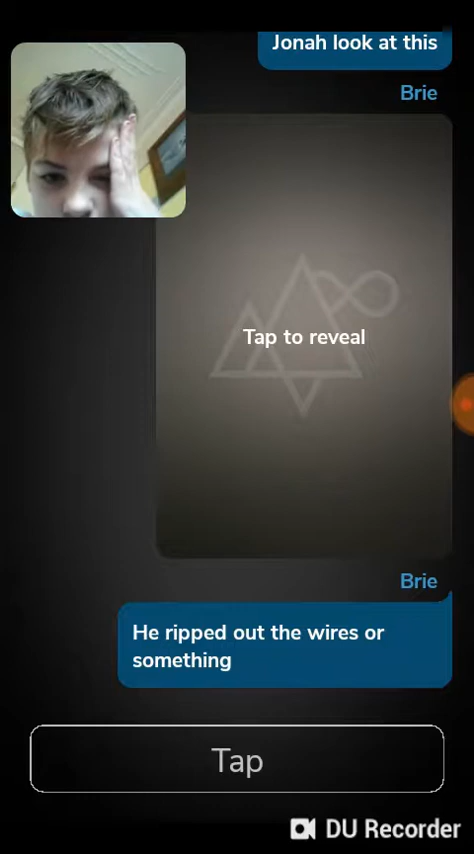 Jonah look at this
Brie
Tap to reveal
Brie
He ripped out the wires or
something
Tap
DU Recorder